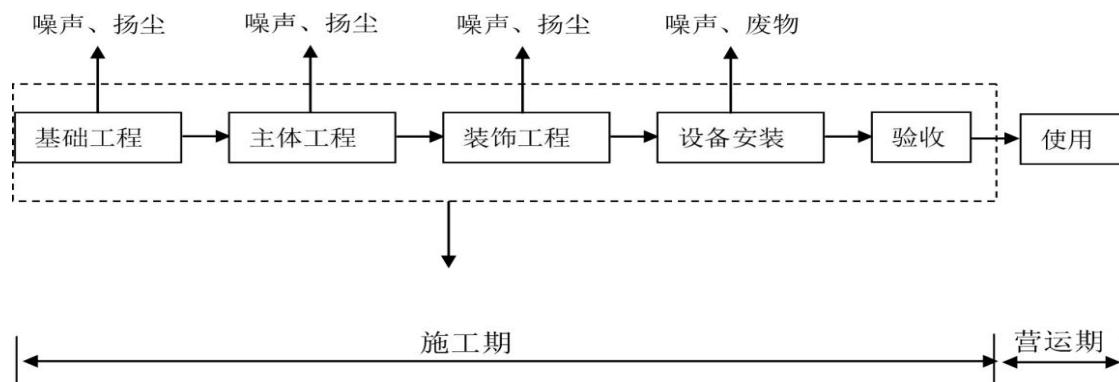 噪声、扬尘 噪声、扬尘 噪声、扬尘 噪声、废物
基础工程 主体工程 装饰工程 设备安装 验收 使用
施工期 营运期